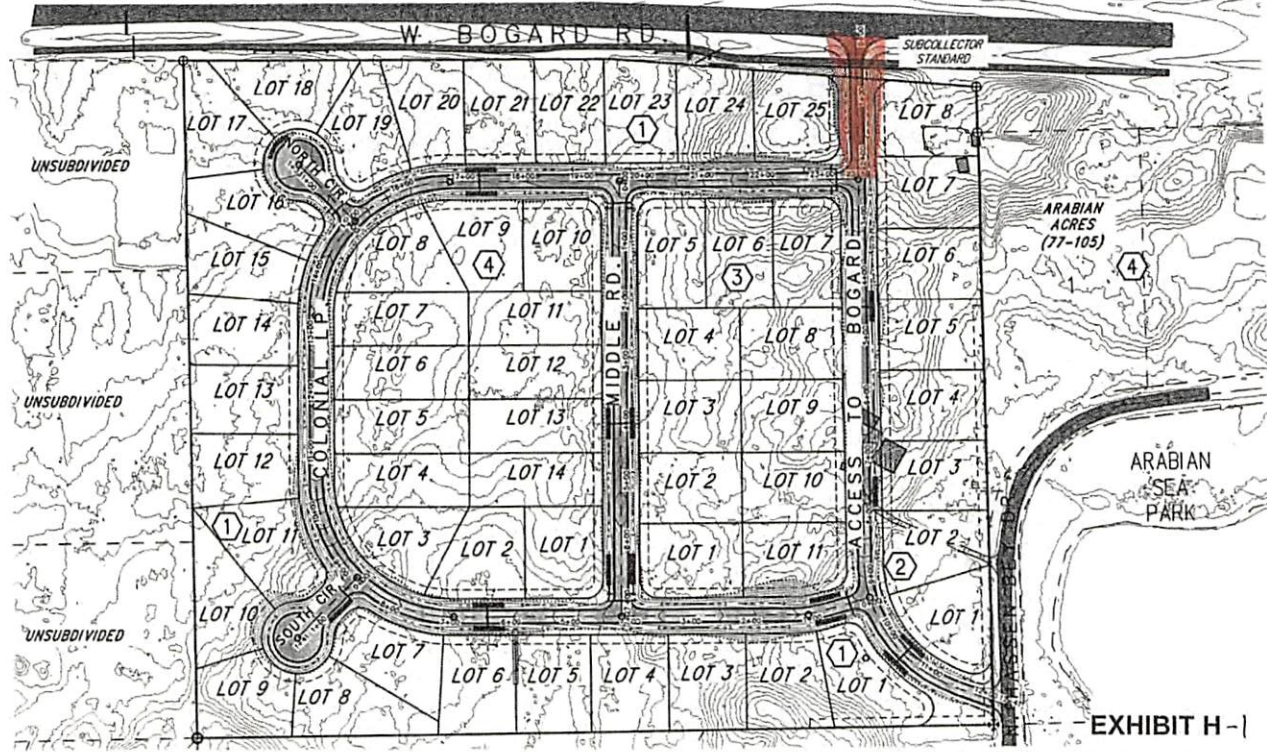 W. BOGARD RD.
SUBCOLLECTOR
STANDARD
LOT 17
LOT 18
LOT 19
LOT 20
LOT 21
LOT 22
LOT 23
LOT 24
LOT 25
LOT 8
1
NORTH CIR
UNSUBDIVIDED
LOT 16
LOT 7
LOT 15
LOT 8
LOT 9
LOT 10
4
LOT 5
LOT 6
LOT 7
3
LOT 6
ARABIAN
ACRES
(77-105)
4
1
LOT 14
LOT 7
LOT 11
LOT 4
LOT 8
LOT 5
LOT 13
LOT 6
LOT 12
LOT 3
LOT 9
LOT 4
UNSUBDIVIDED
COLONIAL LP.
MIDDLE RD.
ACCESS TO BOGARD
LOT 5
LOT 13
LOT 12
LOT 4
LOT 14
LOT 2
LOT 10
LOT 3
ARABIAN
SEA
PARK
1
LOT 11
LOT 3
LOT 2
LOT 1
LOT 1
LOT 11
LOT 2
2
LOT 10
SOUTH CIR
LOT 1
UNSUBDIVIDED
LOT 9
LOT 8
LOT 7
LOT 6
LOT 5
LOT 4
LOT 3
LOT 2
1
LOT 1
EXHIBIT H-1